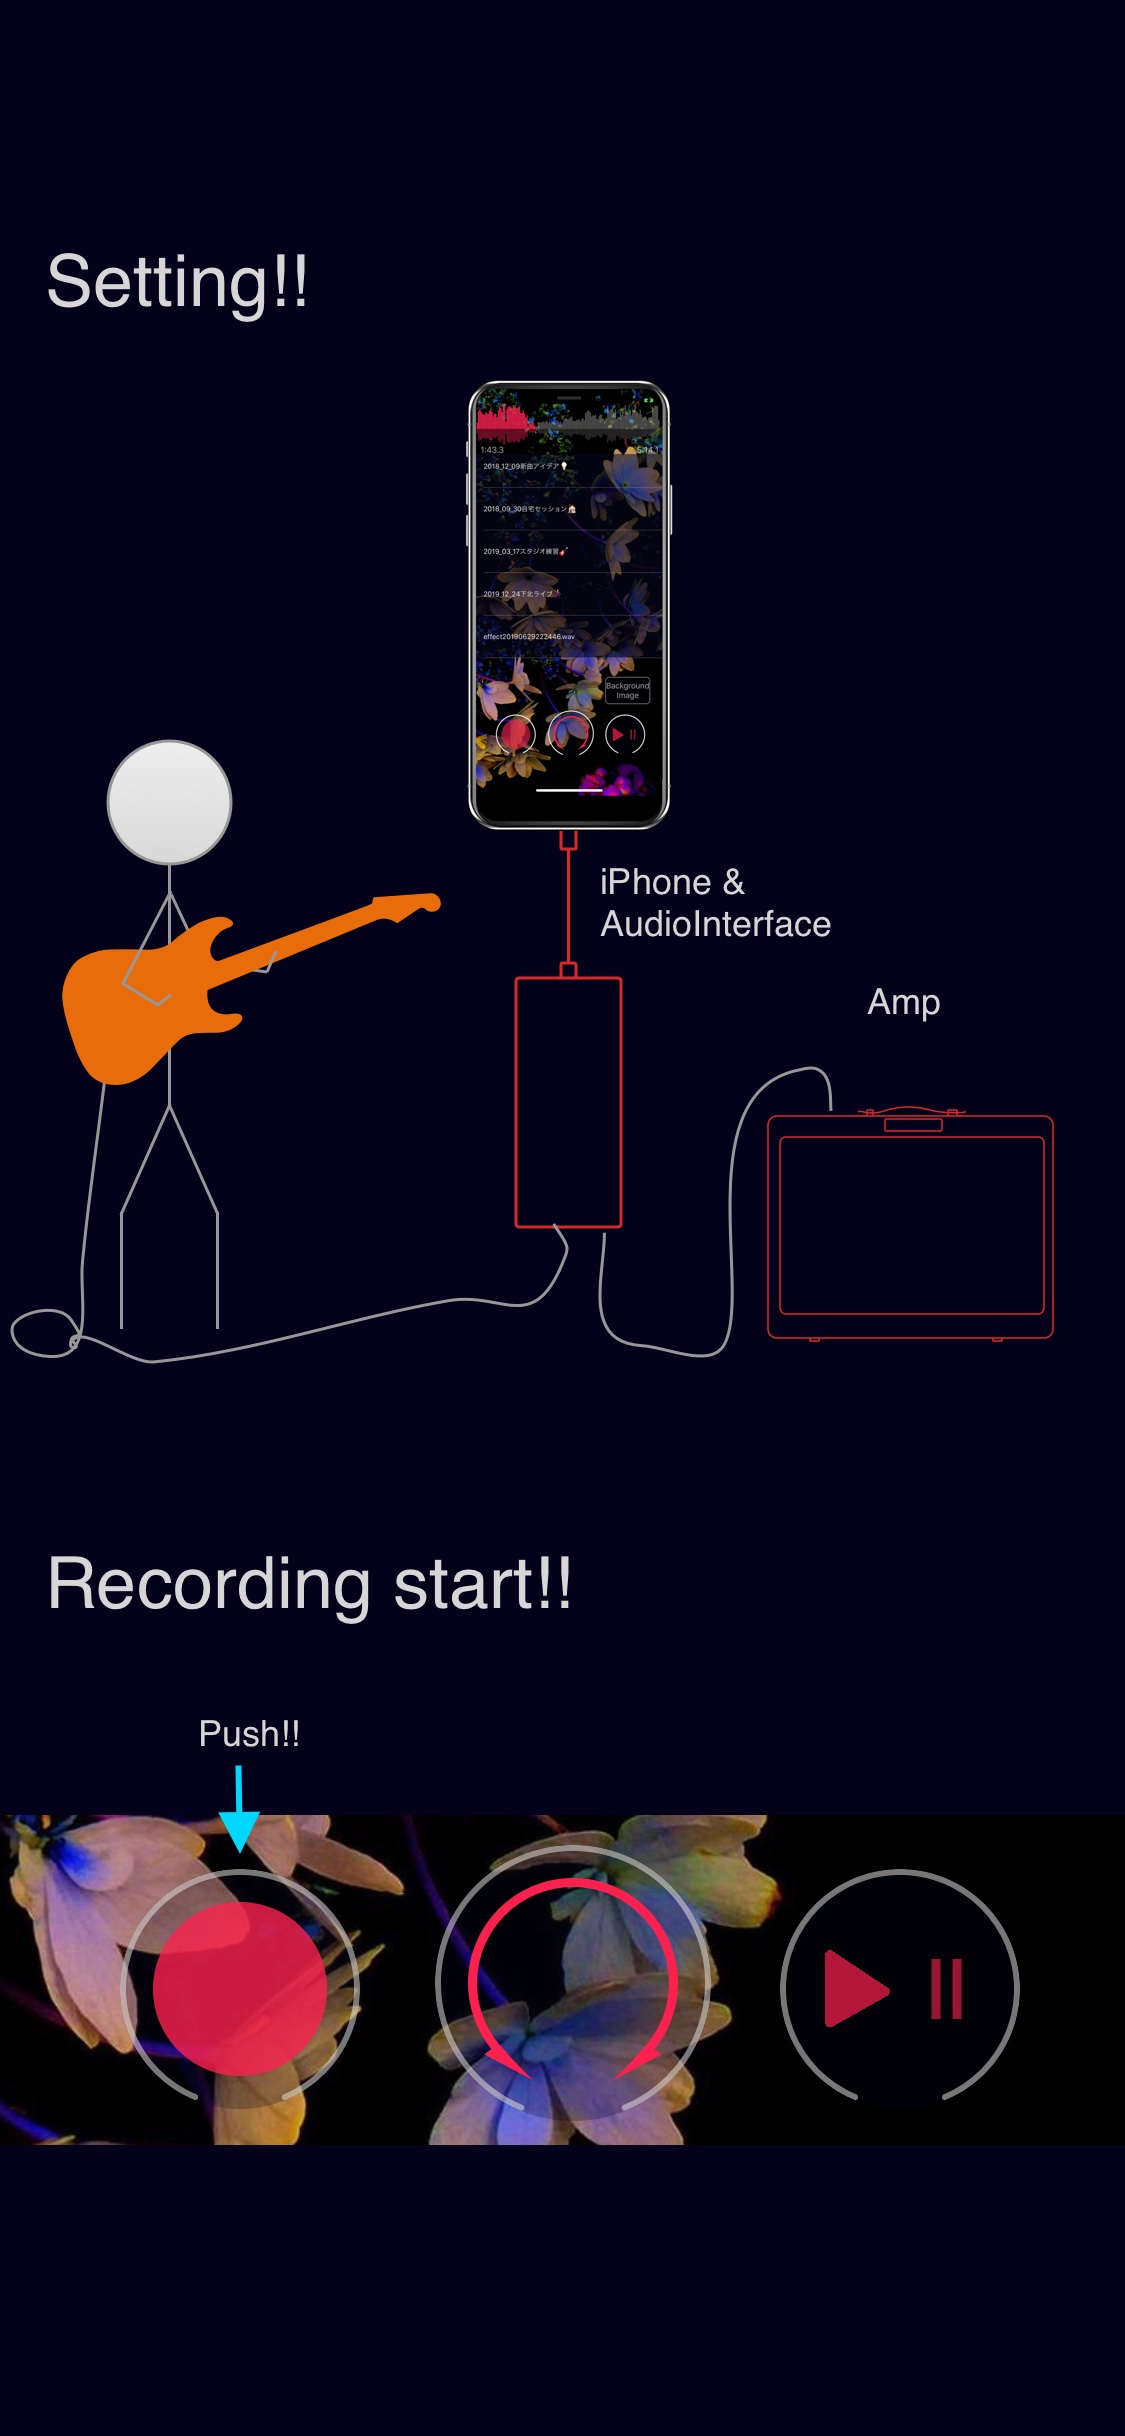 Setting!!
1:43.3
5:14.1
2018_12_09新曲アイデア💡
2018_09_30自宅セッション🏠
2019_03_17スタジオ練習🎸
2019_12_24下北ライブ
effect20190629222446.wav
Background
Image
iPhone &
AudioInterface
Amp
Recording start!!
Push!!